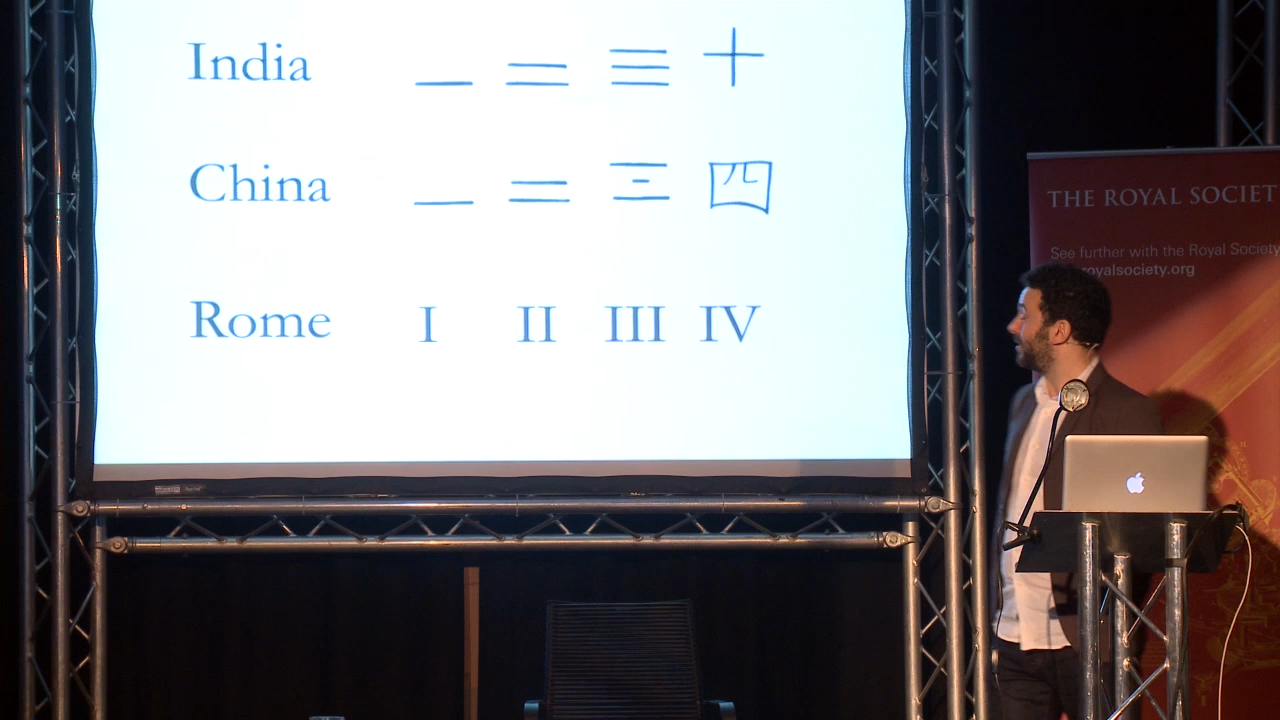 India 一 二 三 +
China 一 二 三 四
Rome I II III IV
THE ROYAL SOCIET
See further with the Royal Society
royalsociety.org